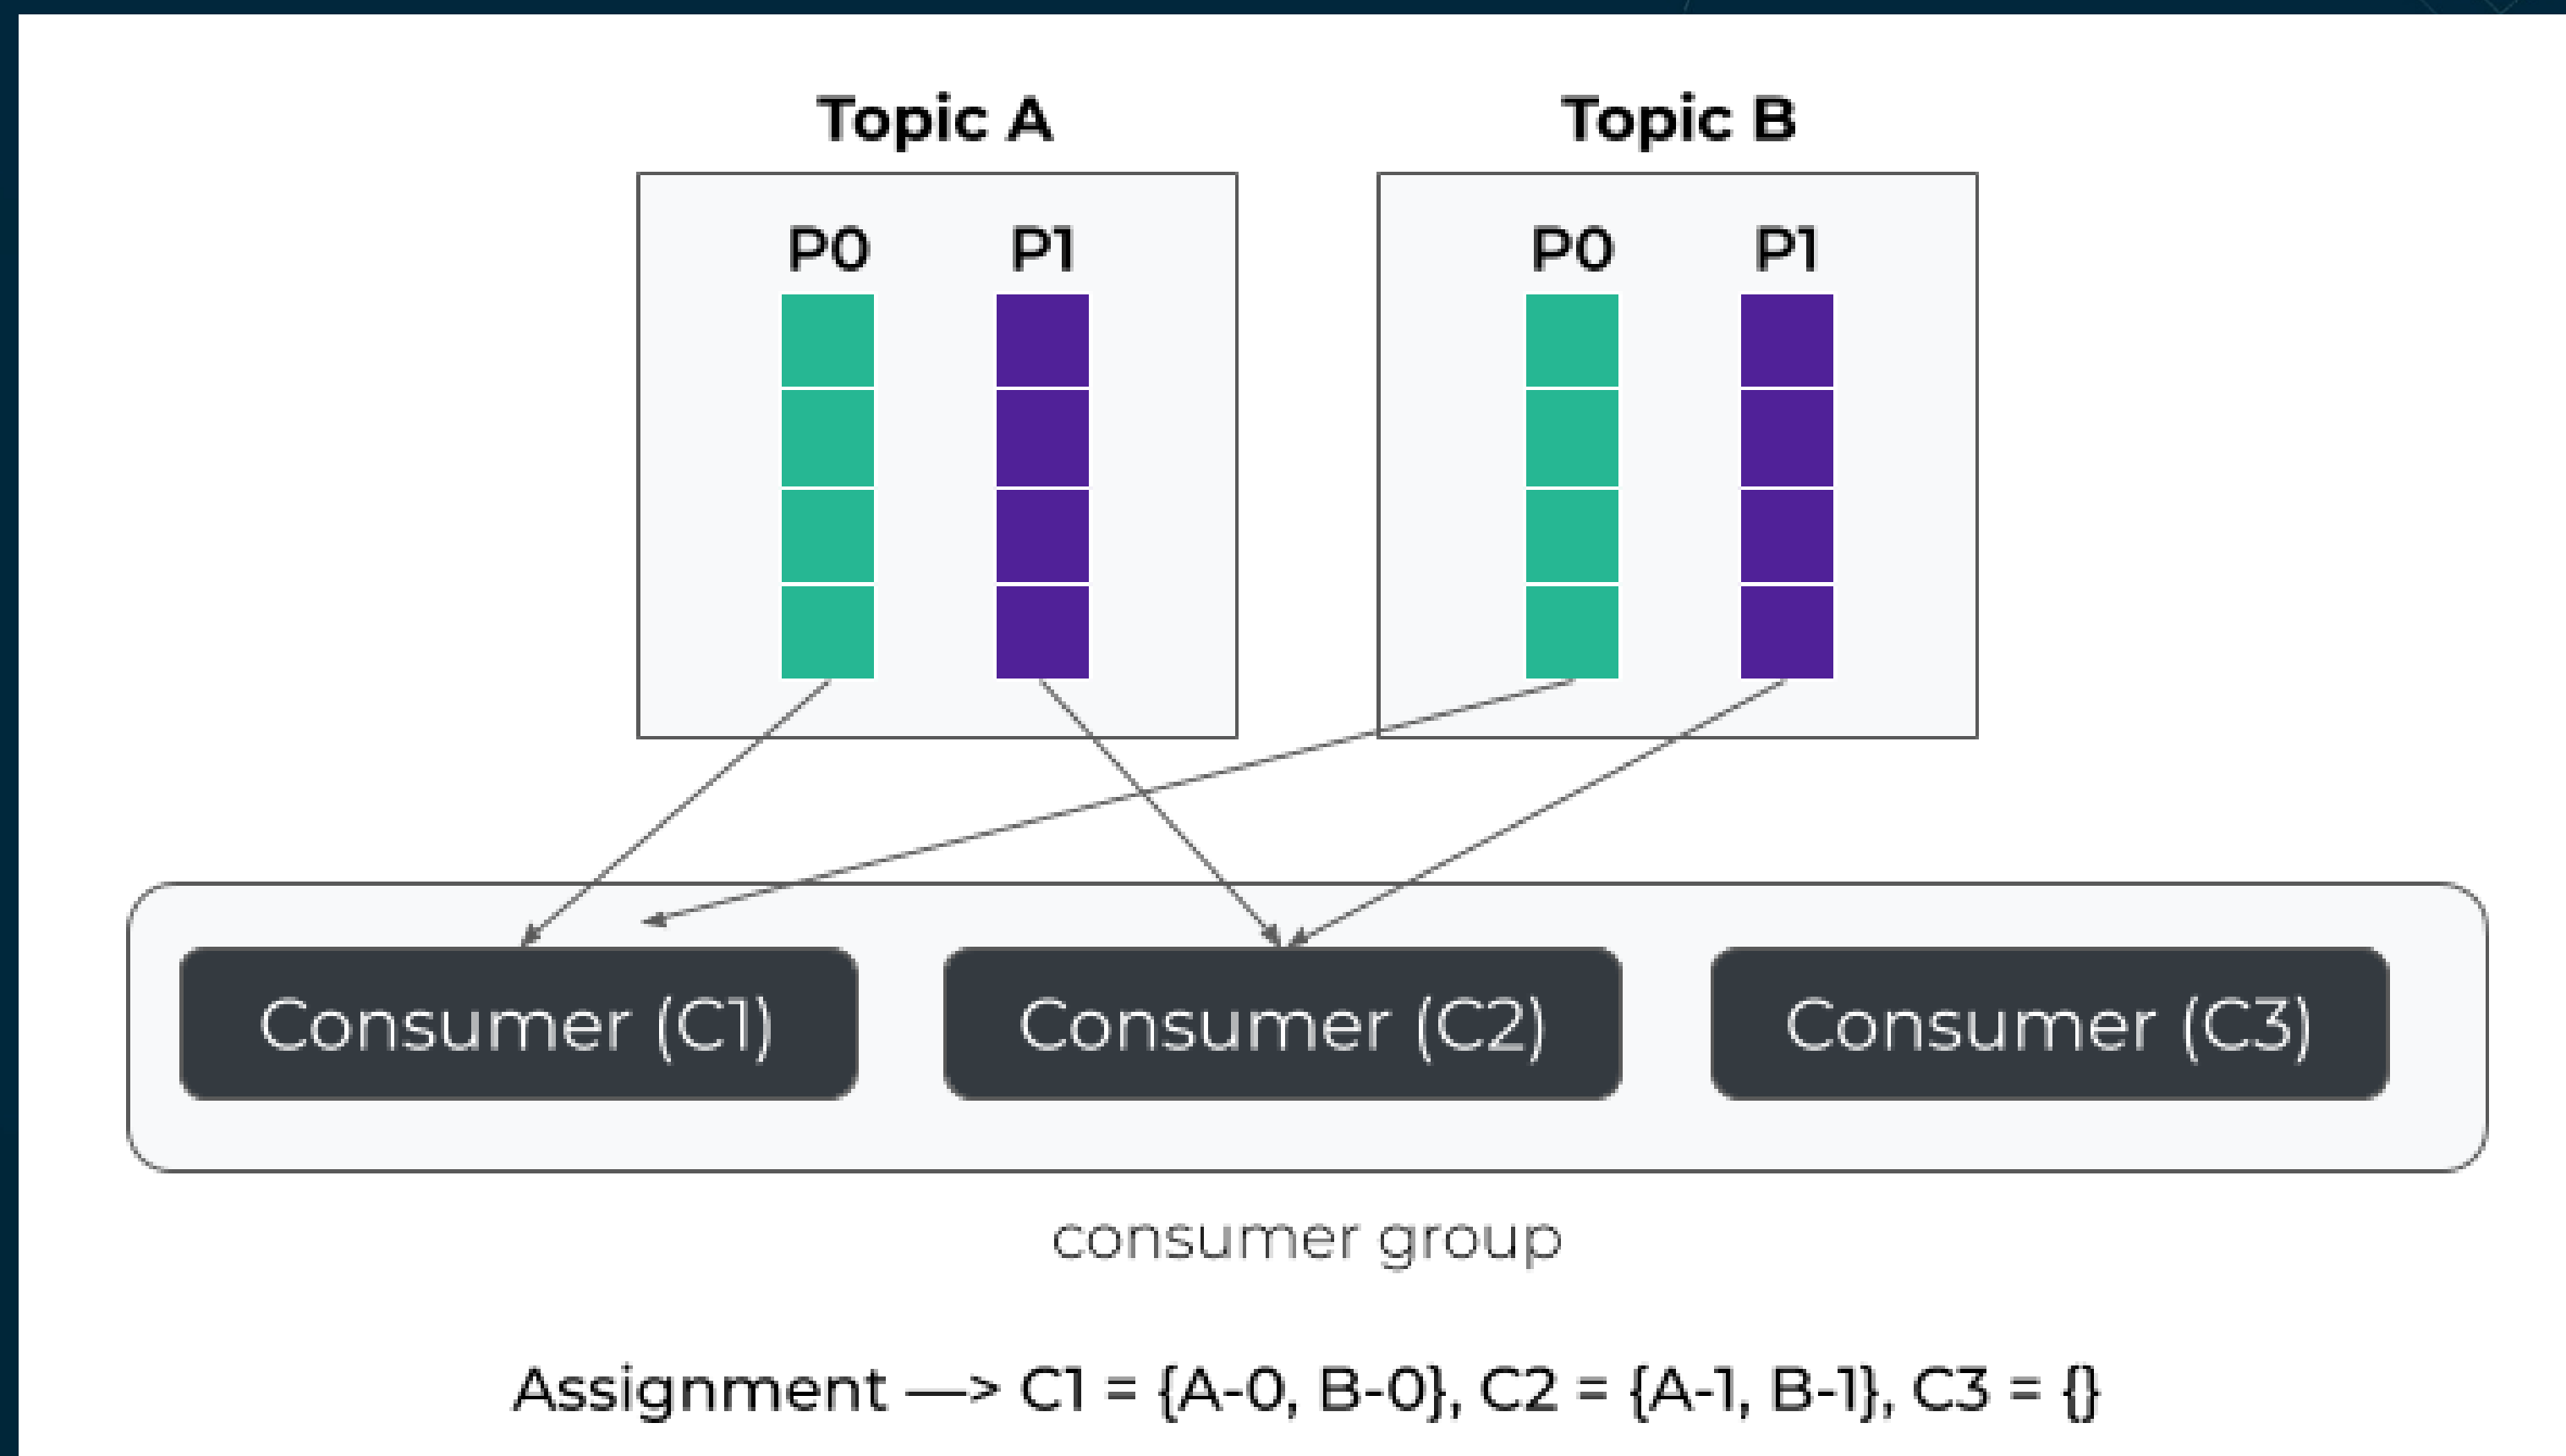 Topic A
Topic B
P0 P1
P0 P1
Consumer (C1)
Consumer (C2)
Consumer (C3)
consumer group
Assignment —> C1 = {A-0, B-0}, C2 = {A-1, B-1}, C3 = {}